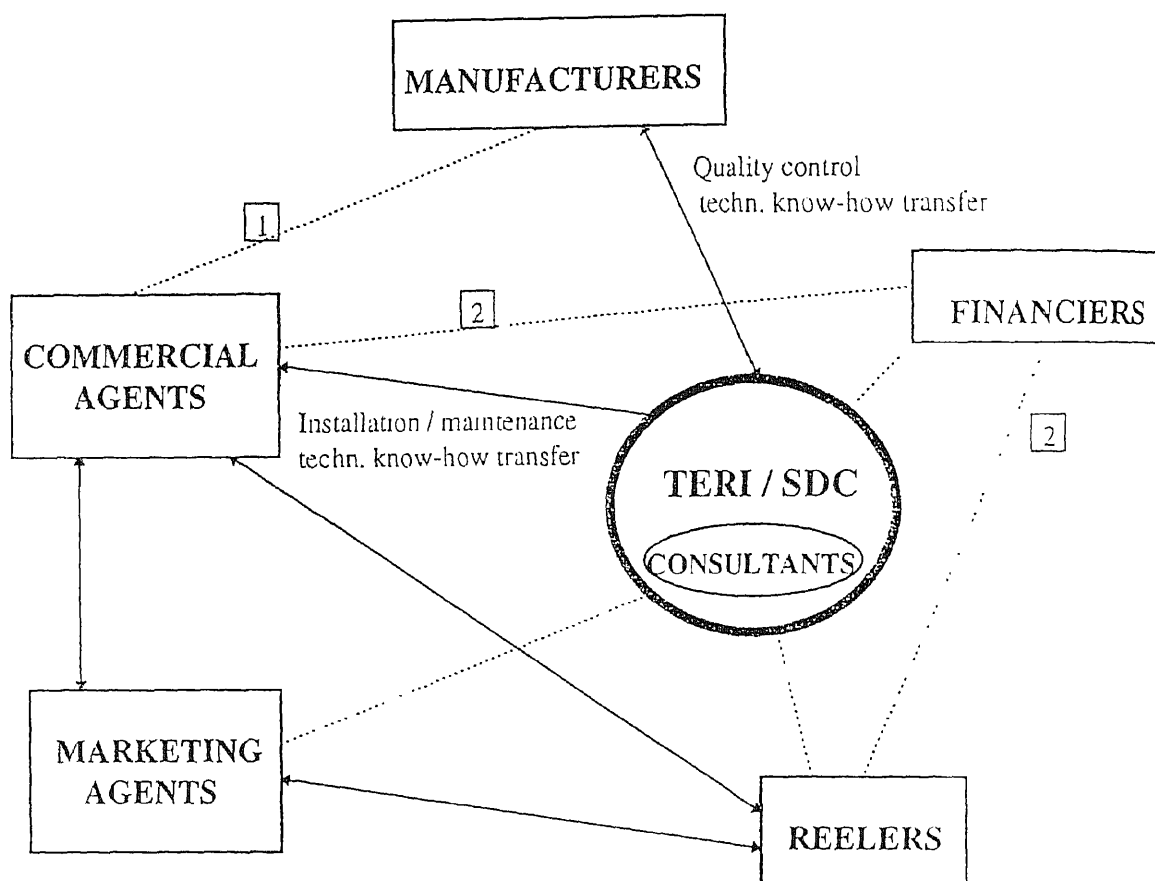 MANUFACTURERS
Quality control
techn. know-how transfer
1
2
FINANCIERS
COMMERCIAL
AGENTS
Installation / maintenance
techn. know-how transfer
2
TERI / SDC
CONSULTANTS
MARKETING
AGENTS
REELERS